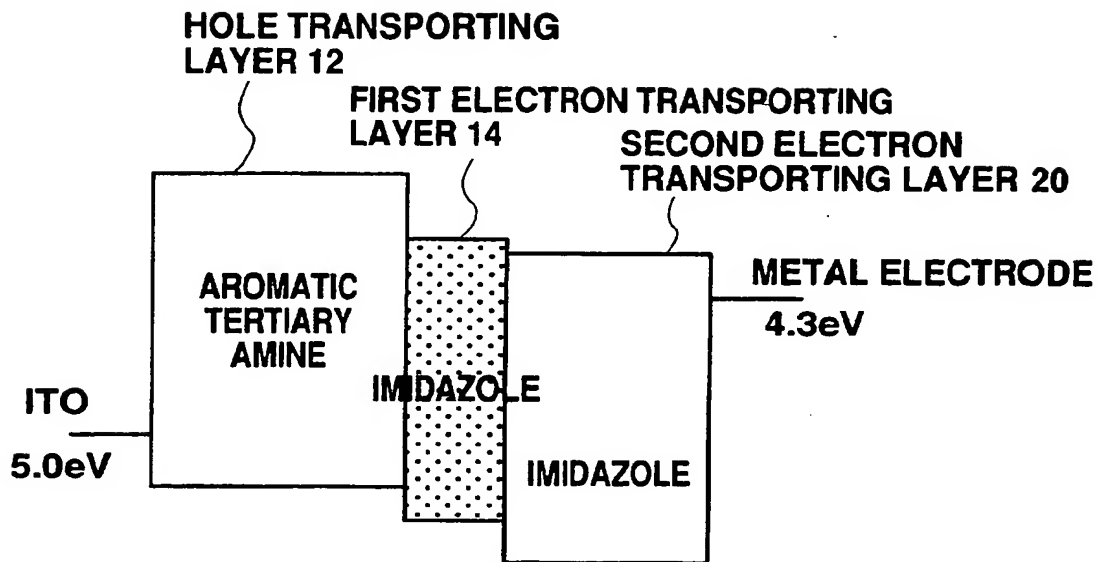 HOLE TRANSPORTING
LAYER 12
FIRST ELECTRON TRANSPORTING
LAYER 14
SECOND ELECTRON
TRANSPORTING LAYER 20
AROMATIC
TERTIARY
AMINE
IMIDAZOLE
IMIDAZOLE
METAL ELECTRODE
4.3eV
ITO
5.0eV